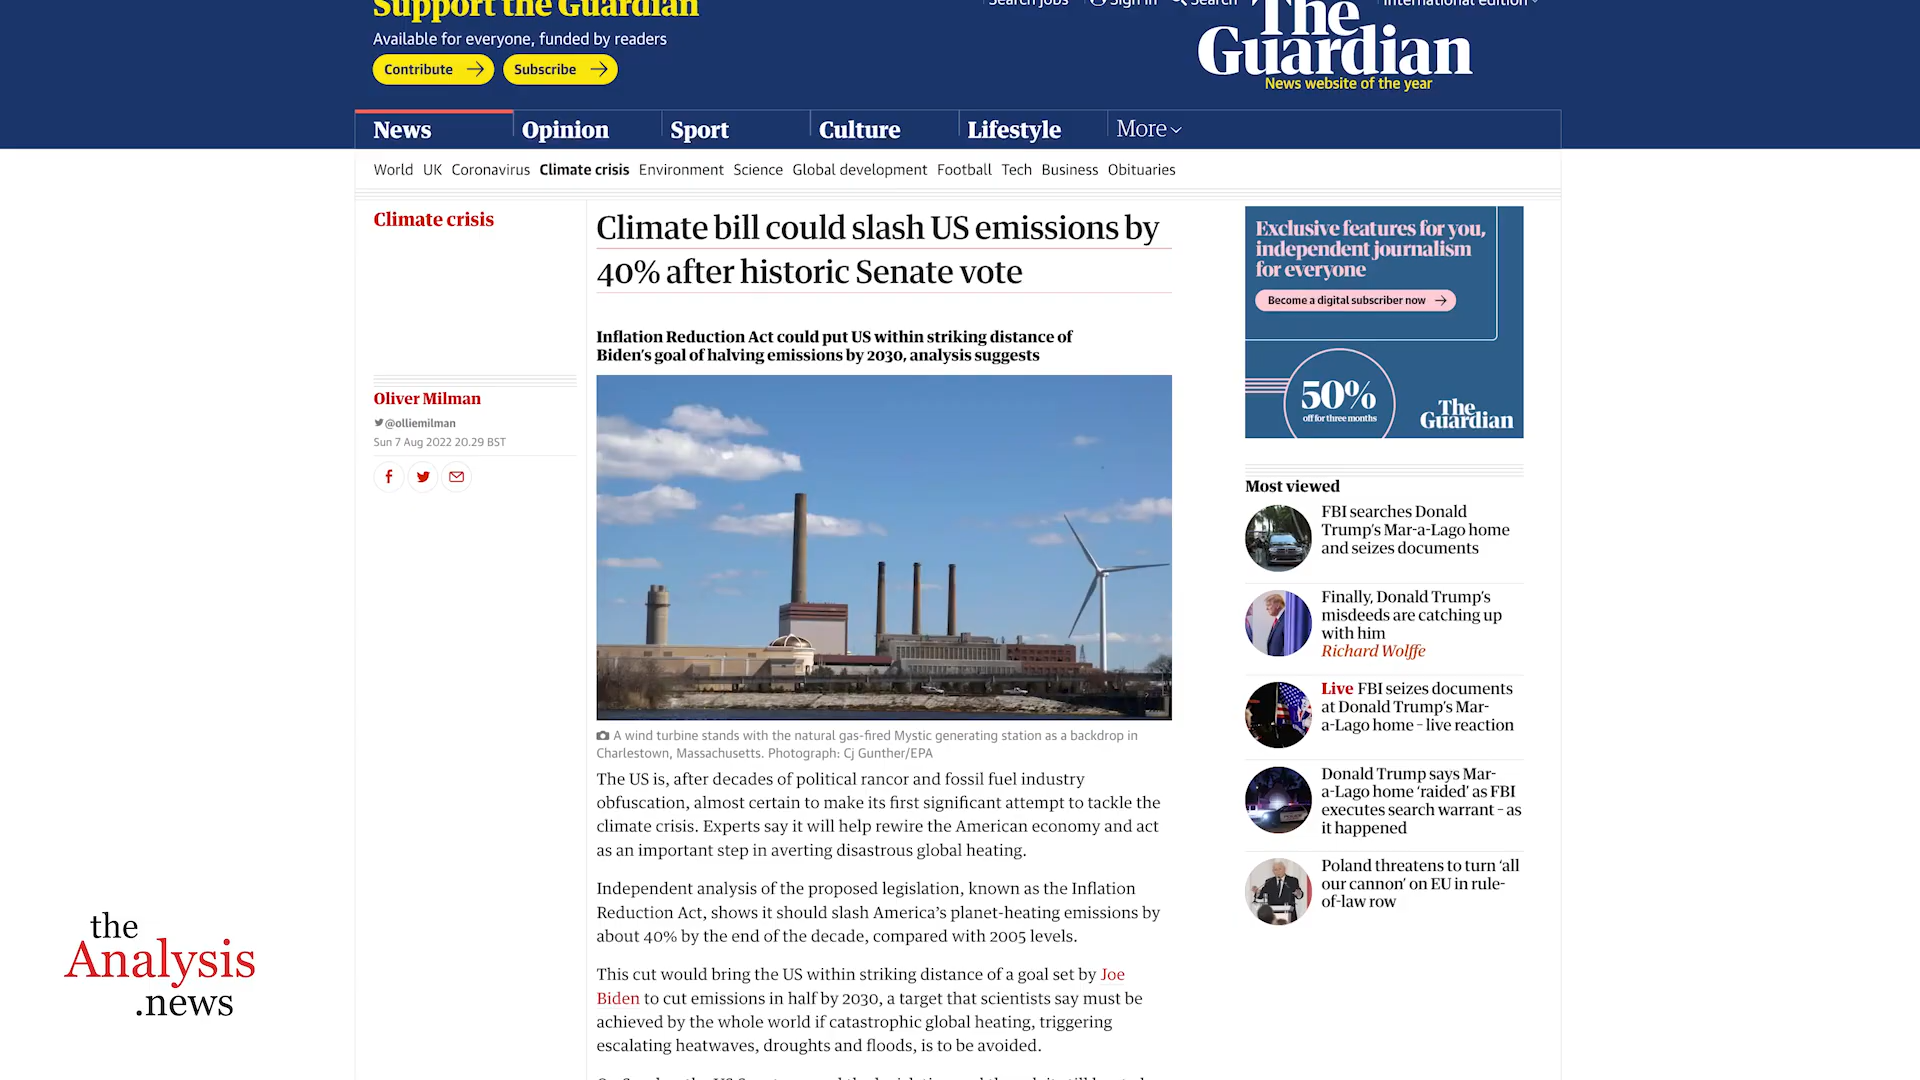 Support the Guardian
Available for everyone, funded by readers
Contribute
Subscribe
Search jobs
Sign in
Search
International edition
The Guardian
News website of the year
News
Opinion
Sport
Culture
Lifestyle
More
World UK Coronavirus Climate crisis Environment Science Global development Football Tech Business Obituaries
Climate crisis
Climate bill could slash US emissions by
40% after historic Senate vote
Inflation Reduction Act could put US within striking distance of
Biden's goal of halving emissions by 2030, analysis suggests
Oliver Milman
@olliemilman
Sun 7 Aug 2022 20.29 BST
A wind turbine stands with the natural gas-fired Mystic generating station as a backdrop in
Charlestown, Massachusetts. Photograph: Cj Gunther/EPA
The US is, after decades of political rancor and fossil fuel industry
obfuscation, almost certain to make its first significant attempt to tackle the
climate crisis. Experts say it will help rewire the American economy and act
as an important step in averting disastrous global heating.
Independent analysis of the proposed legislation, known as the Inflation
Reduction Act, shows it should slash America's planet-heating emissions by
about 40% by the end of the decade, compared with 2005 levels.
This cut would bring the US within striking distance of a goal set by Joe
Biden to cut emissions in half by 2030, a target that scientists say must be
achieved by the whole world if catastrophic global heating, triggering
escalating heatwaves, droughts and floods, is to be avoided.
Exclusive features for you,
independent journalism
for everyone
Become a digital subscriber now
50%
off for three months
The
Guardian
Most viewed
FBI searches Donald
Trump's Mar-a-Lago home
and seizes documents
Finally, Donald Trump's
misdeeds are catching up
with him
Richard Wolffe
Live FBI seizes documents
at Donald Trump's Mar-
a-Lago home – live reaction
Donald Trump says Mar-
a-Lago home 'raided' as FBI
executes search warrant – as
it happened
Poland threatens to turn 'all
our cannon' on EU in rule-
of-law row
the
Analysis
.news